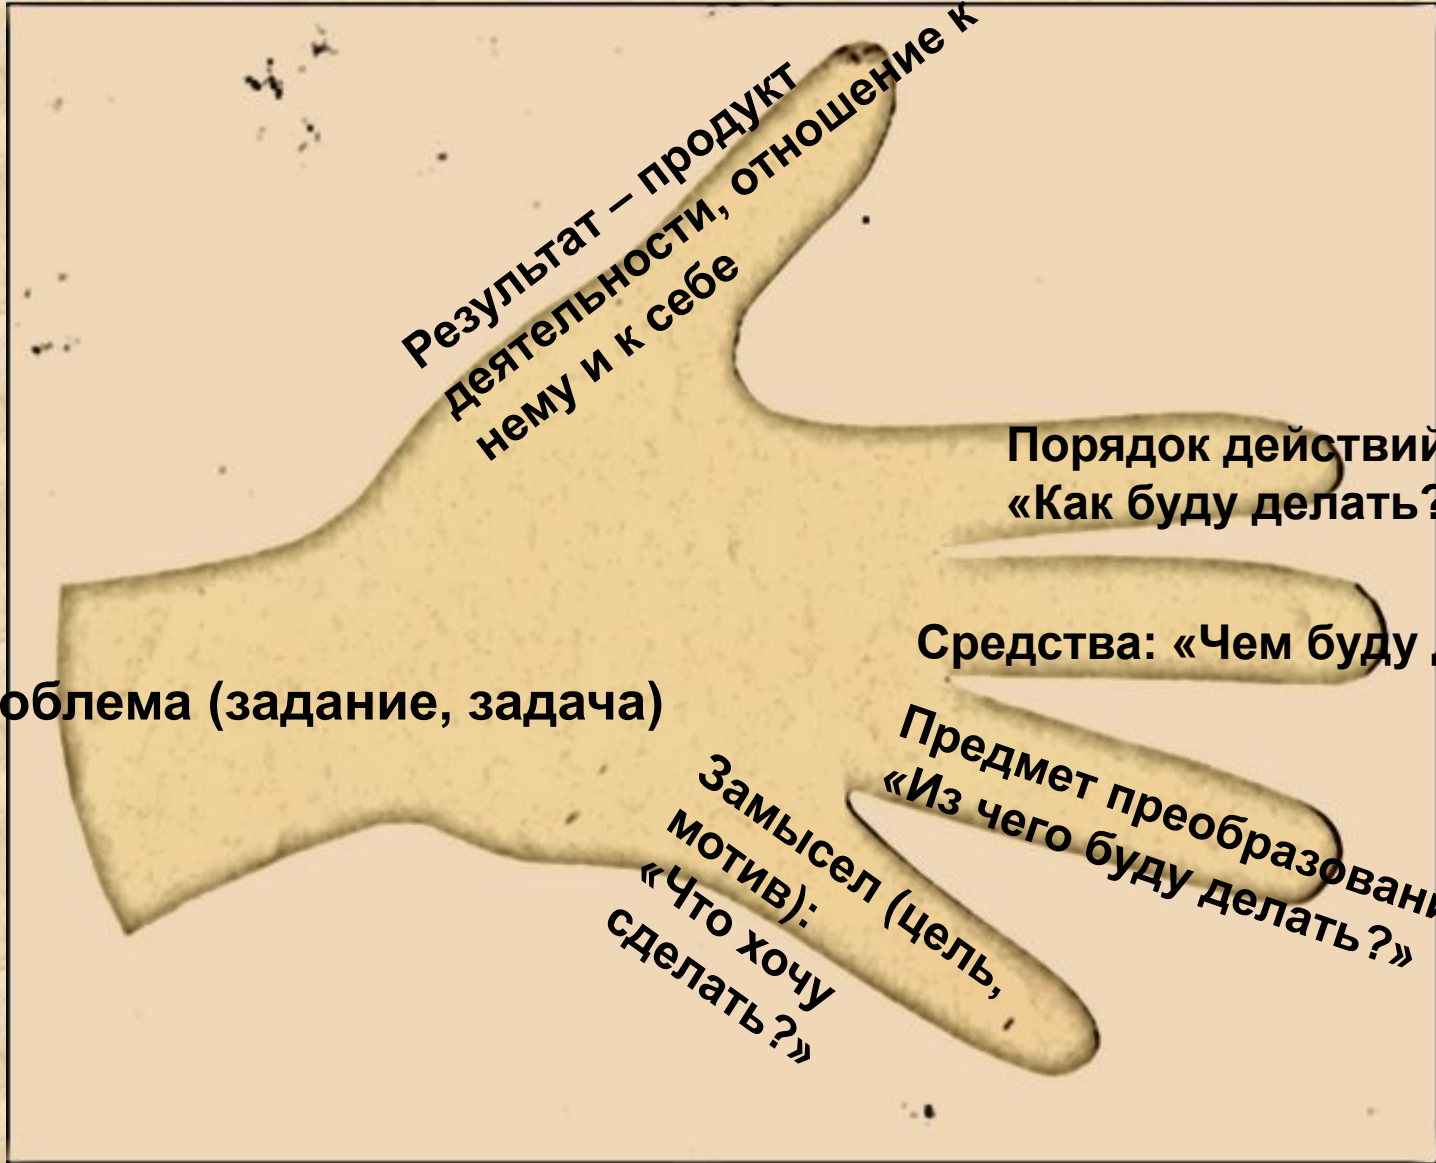 Результат – продукт
деятельности, отношение к
нему и к себе
Порядок действий
«Как буду делать?
Средства: «Чем буду
облема (задание, задача)
Предмет преобразовани
«Из чего буду делать?»
Замысел (цель,
мотив):
«Что хочу
сделать?»